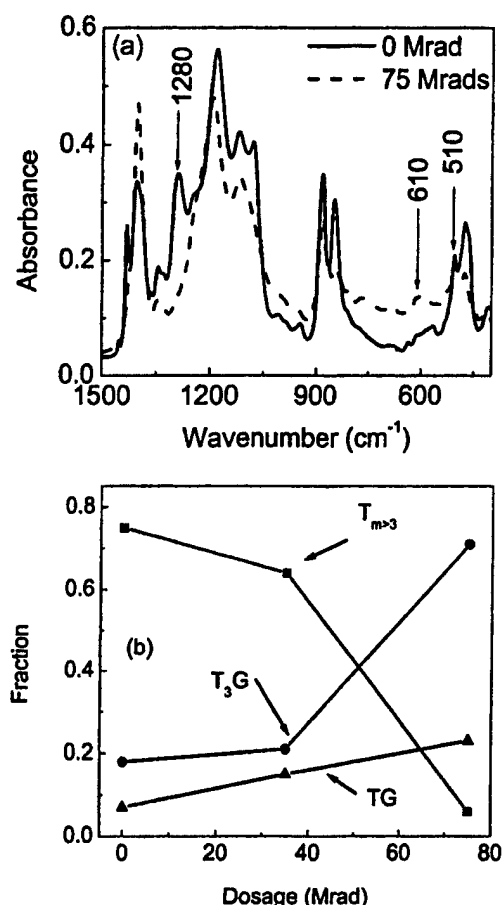 (a)
0 Mrad
75 Mrads
1280
610
510
0.6
0.4
0.2
0.0
Absorbance
1500
1200
900
600
Wavenumber (cm⁻¹)
0.8
0.6
0.4
0.2
0.0
Fraction
(b)
Tm>3
T₃G
TG
0
20
40
60
80
Dosage (Mrad)